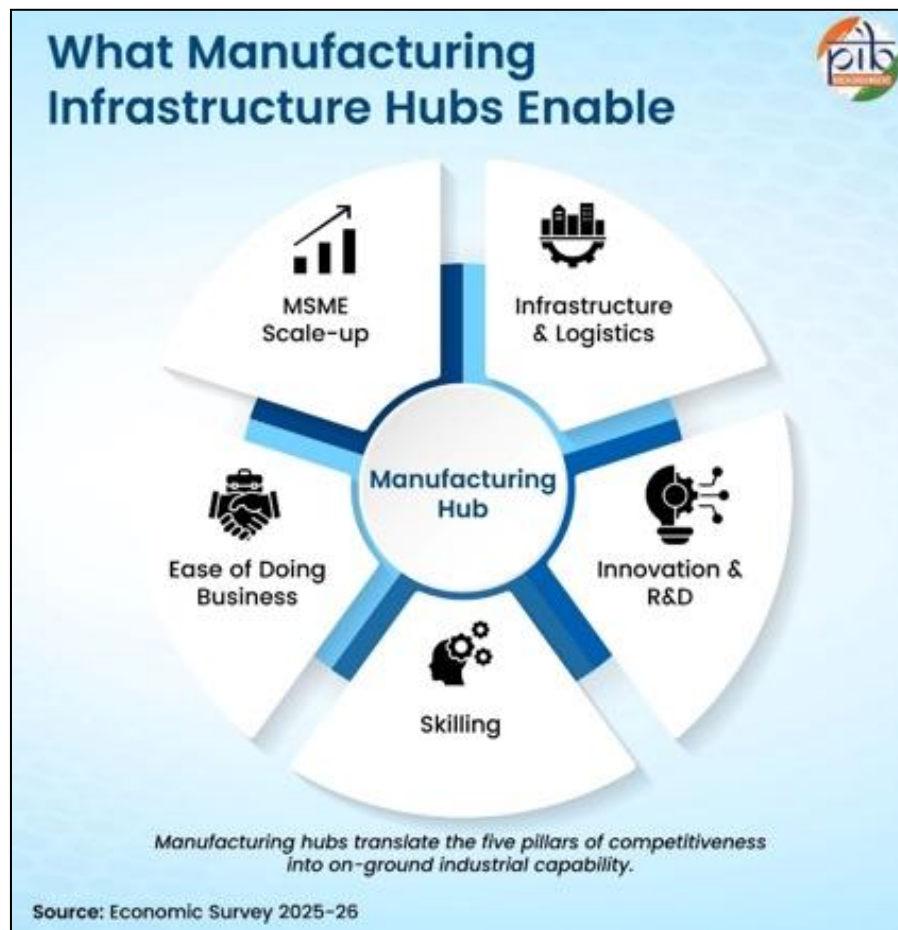 What Manufacturing
Infrastructure Hubs Enable
pib
MSME
Scale-up
Infrastructure
& Logistics
Manufacturing
Hub
Ease of Doing
Business
Innovation &
R&D
Skilling
Manufacturing hubs translate the five pillars of competitiveness
into on-ground industrial capability.
Source: Economic Survey 2025-26